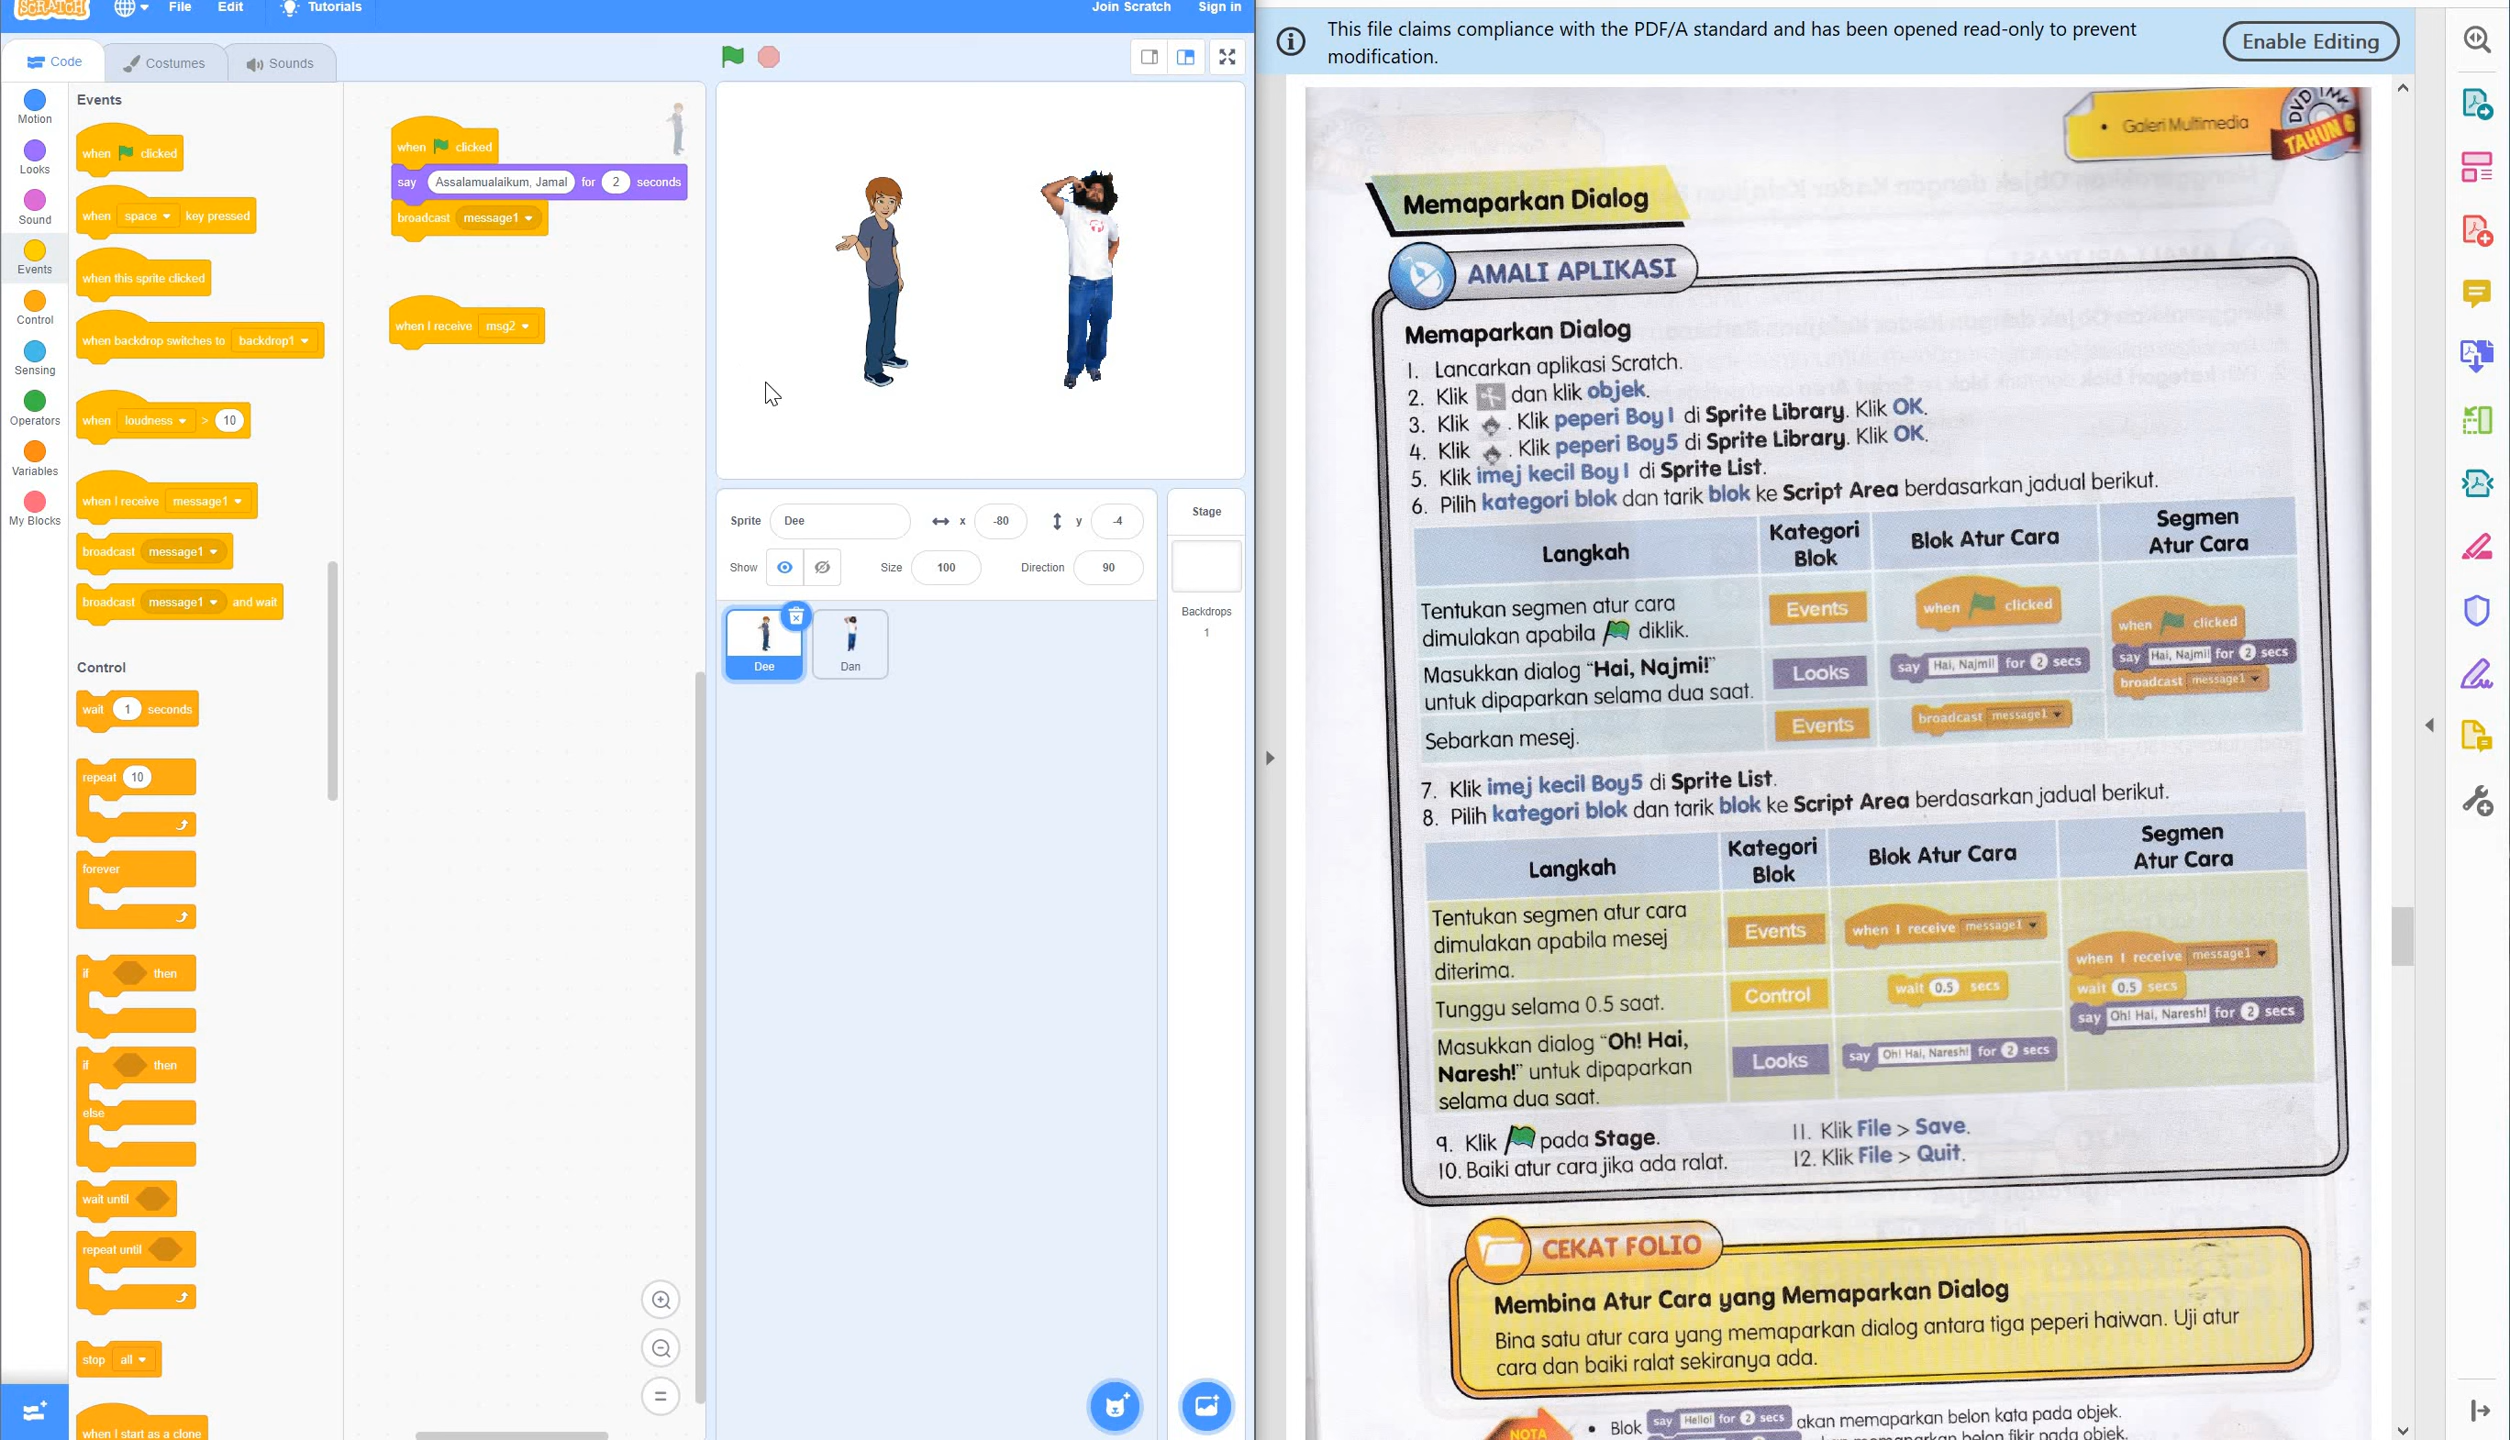 SCRATCH
File Edit Tutorials Join Scratch Sign in
Code Costumes Sounds
Motion
Looks
Sound
Events
Control
Sensing
Operators
Variables
My Blocks
Events
when clicked
when space key pressed
when this sprite clicked
when backdrop switches to backdrop1
when loudness > 10
when I receive message1
broadcast message1
broadcast message1 and wait
Control
wait 1 seconds
repeat 10
forever
if then
if then
else
wait until
repeat until
stop all
when I start as a clone
when clicked
say Assalamualaikum, Jamal for 2 seconds
broadcast message1
when I receive msg2
Sprite Dee x -80 y -4
Show Size 100 Direction 90
Dee Dan
Stage
Backdrops
1
This file claims compliance with the PDF/A standard and has been opened read-only to prevent
modification.
Enable Editing
• Galeri Multimedia
TAHUN 6
Memaparkan Dialog
AMALI APLIKASI
Memaparkan Dialog
1. Lancarkan aplikasi Scratch.
2. Klik dan klik objek.
3. Klik . Klik peperi Boy1 di Sprite Library. Klik OK.
4. Klik . Klik peperi Boy5 di Sprite Library. Klik OK.
5. Klik imej kecil Boy1 di Sprite List.
6. Pilih kategori blok dan tarik blok ke Script Area berdasarkan jadual berikut.
Langkah Kategori Blok Blok Atur Cara Segmen Atur Cara
Tentukan segmen atur cara
dimulakan apabila diklik.
Events
when clicked
Masukkan dialog “Hai, Najmi!”
untuk dipaparkan selama dua saat.
Looks
say Hai, Najmi! for 2 secs
Sebarkan mesej.
Events
broadcast message1
when clicked
say Hai, Najmi! for 2 secs
broadcast message1
7. Klik imej kecil Boy5 di Sprite List.
8. Pilih kategori blok dan tarik blok ke Script Area berdasarkan jadual berikut.
Langkah Kategori Blok Blok Atur Cara Segmen Atur Cara
Tentukan segmen atur cara
dimulakan apabila mesej
diterima.
Events
when I receive message1
Tunggu selama 0.5 saat.
Control
wait 0.5 secs
Masukkan dialog “Oh! Hai,
Naresh!” untuk dipaparkan
selama dua saat.
Looks
say Oh! Hai, Naresh! for 2 secs
when I receive message1
wait 0.5 secs
say Oh! Hai, Naresh! for 2 secs
9. Klik pada Stage.
10. Baiki atur cara jika ada ralat.
11. Klik File > Save.
12. Klik File > Quit.
CEKAT FOLIO
Membina Atur Cara yang Memaparkan Dialog
Bina satu atur cara yang memaparkan dialog antara tiga peperi haiwan. Uji atur
cara dan baiki ralat sekiranya ada.
NOTA
• Blok say Hello! for 2 secs akan memaparkan belon kata pada objek.
memaparkan belon fikir pada objek.